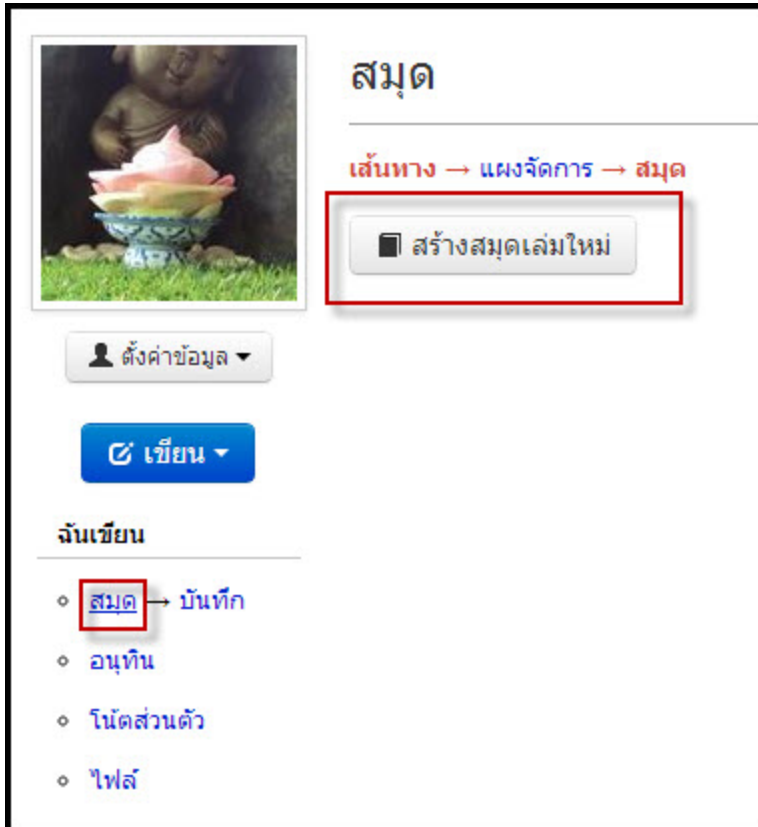 สมุด
เส้นทาง → แผงจัดการ → สมุด
สร้างสมุดเล่มใหม่
ตั้งค่าข้อมูล
เขียน
ฉันเขียน
สมุด → บันทึก
อนุทิน
โน้ตส่วนตัว
ไฟล์